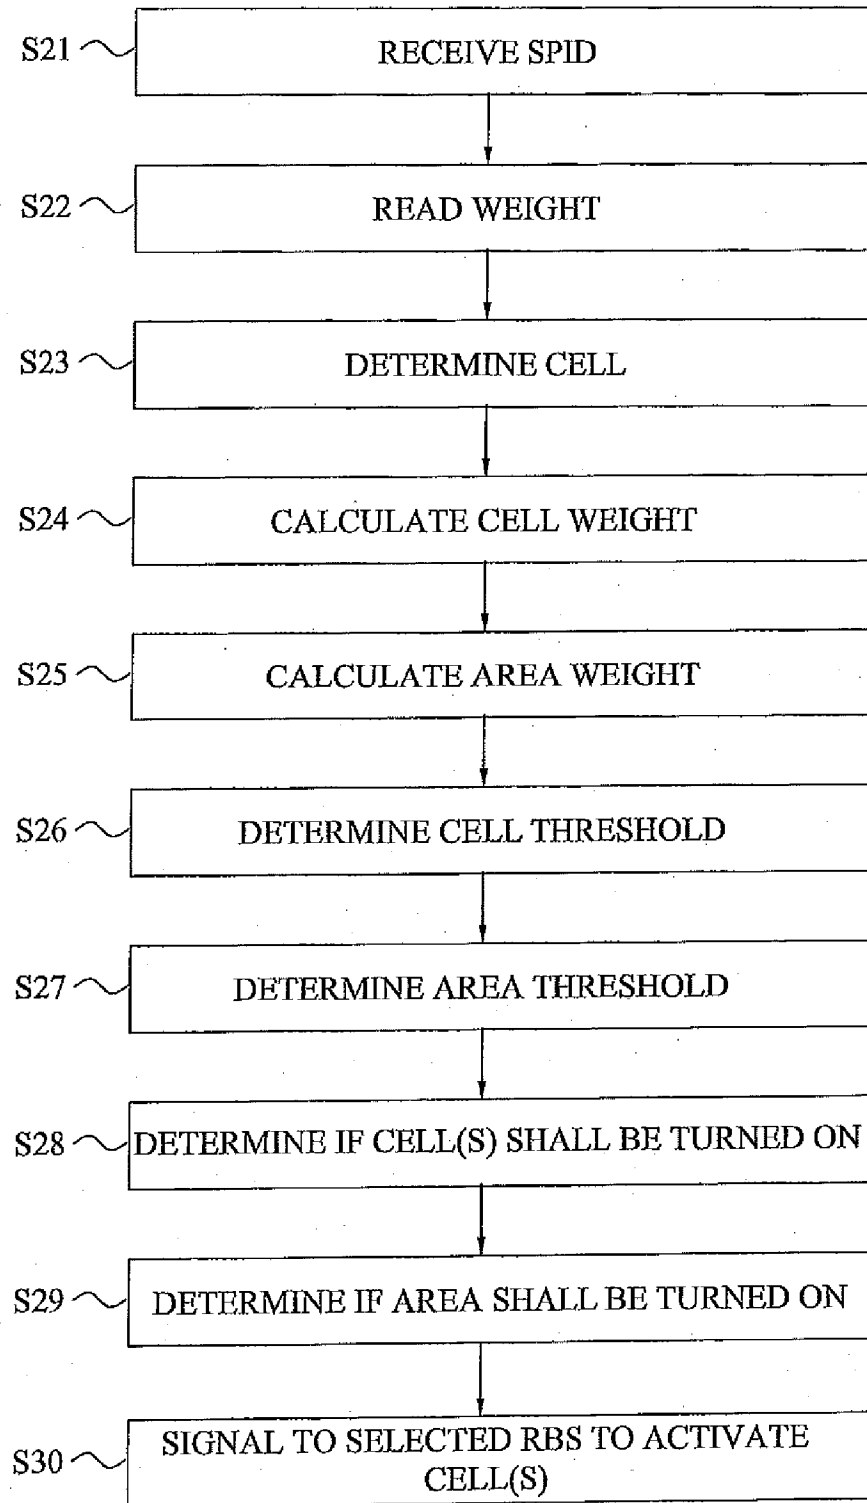 S21 RECEIVE SPID
S22 READ WEIGHT
S23 DETERMINE CELL
S24 CALCULATE CELL WEIGHT
S25 CALCULATE AREA WEIGHT
S26 DETERMINE CELL THRESHOLD
S27 DETERMINE AREA THRESHOLD
S28 DETERMINE IF CELL(S) SHALL BE TURNED ON
S29 DETERMINE IF AREA SHALL BE TURNED ON
S30 SIGNAL TO SELECTED RBS TO ACTIVATE
CELL(S)